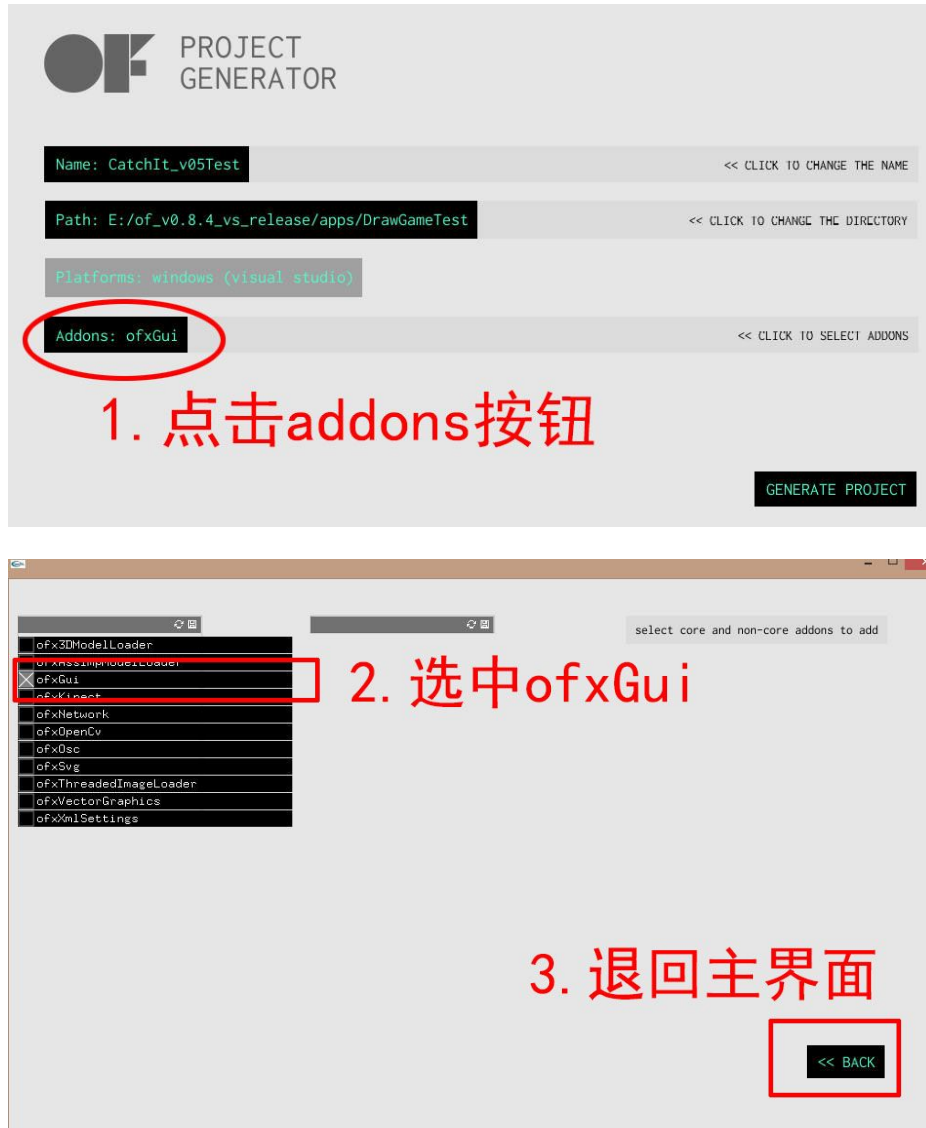 OF PROJECT
GENERATOR
Name: CatchIt_v05Test
<< CLICK TO CHANGE THE NAME
Path: E:/of_v0.8.4_vs_release/apps/DrawGameTest
<< CLICK TO CHANGE THE DIRECTORY
Platforms: windows (visual studio)
Addons: ofxGui
<< CLICK TO SELECT ADDONS
1. 点击addons按钮
GENERATE PROJECT
select core and non-core addons to add
ofx3DModelLoader
ofxAssimpModelLoader
ofxGui
2. 选中ofxGui
ofxKinect
ofxNetwork
ofxOpenCv
ofxOsc
ofxSvg
ofxThreadedImageLoader
ofxVectorGraphics
ofxXmlSettings
3. 退回主界面
<< BACK